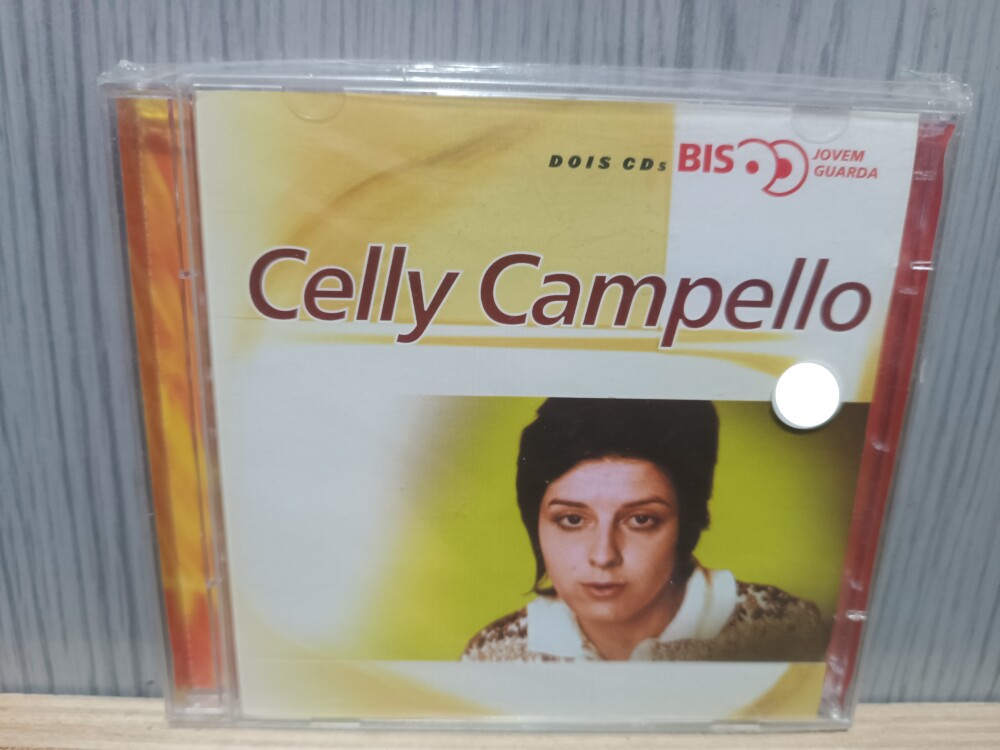 DOIS CDs BIS JOVEM
GUARDA
Celly Campello